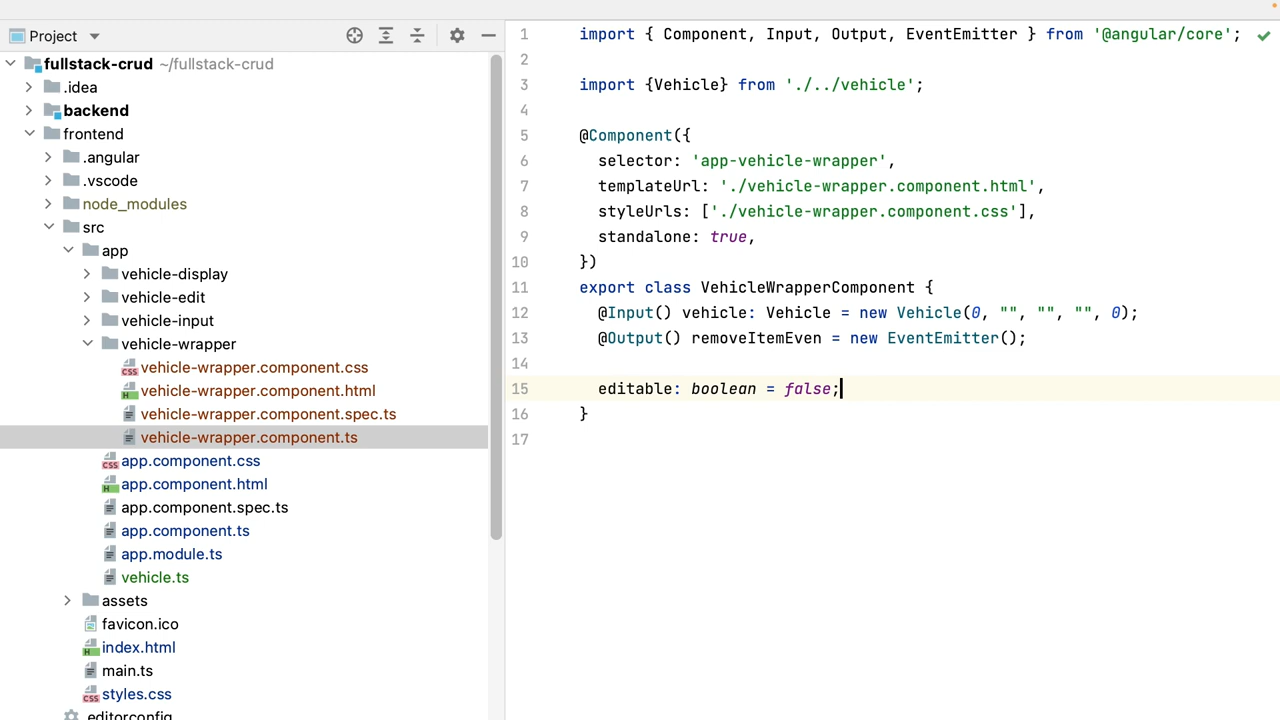 Project
fullstack-crud ~/fullstack-crud
.idea
backend
frontend
.angular
.vscode
node_modules
src
app
vehicle-display
vehicle-edit
vehicle-input
vehicle-wrapper
vehicle-wrapper.component.css
vehicle-wrapper.component.html
vehicle-wrapper.component.spec.ts
vehicle-wrapper.component.ts
app.component.css
app.component.html
app.component.spec.ts
app.component.ts
app.module.ts
vehicle.ts
assets
favicon.ico
index.html
main.ts
styles.css
.editorconfig
1 import { Component, Input, Output, EventEmitter } from '@angular/core';
2
3 import {Vehicle} from './../vehicle';
4
5 @Component({
6 selector: 'app-vehicle-wrapper',
7 templateUrl: './vehicle-wrapper.component.html',
8 styleUrls: ['./vehicle-wrapper.component.css'],
9 standalone: true,
10 })
11 export class VehicleWrapperComponent {
12 @Input() vehicle: Vehicle = new Vehicle(0, "", "", "", 0);
13 @Output() removeItemEven = new EventEmitter();
14
15 editable: boolean = false;
16 }
17